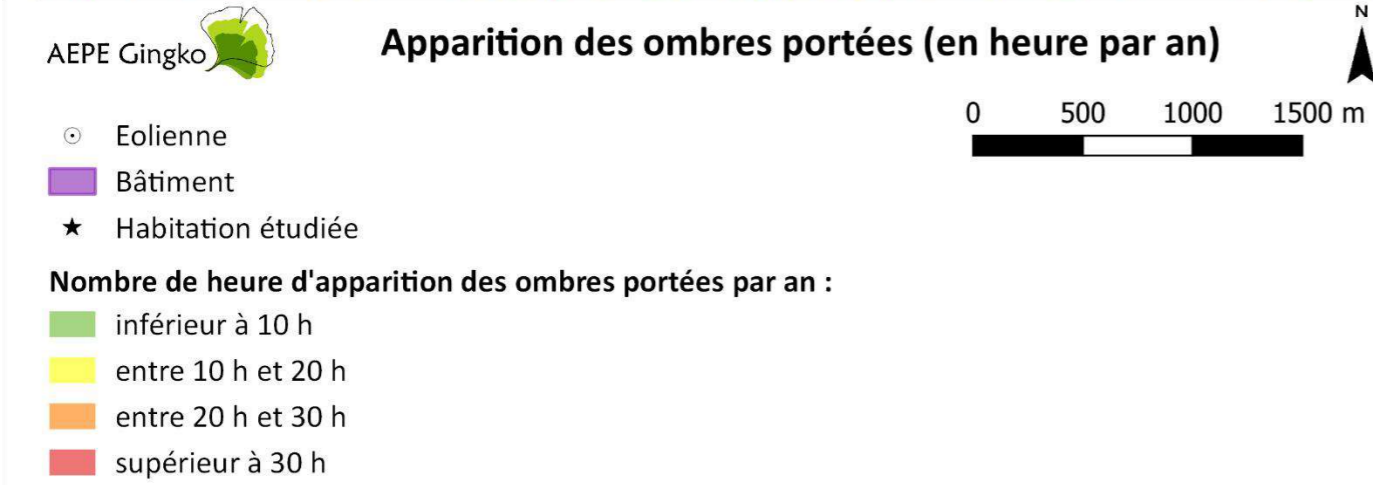 AEPE Gingko
Apparition des ombres portées (en heure par an)
N
0 500 1000 1500 m
Eolienne
Bâtiment
Habitation étudiée
Nombre de heure d'apparition des ombres portées par an :
inférieur à 10 h
entre 10 h et 20 h
entre 20 h et 30 h
supérieur à 30 h